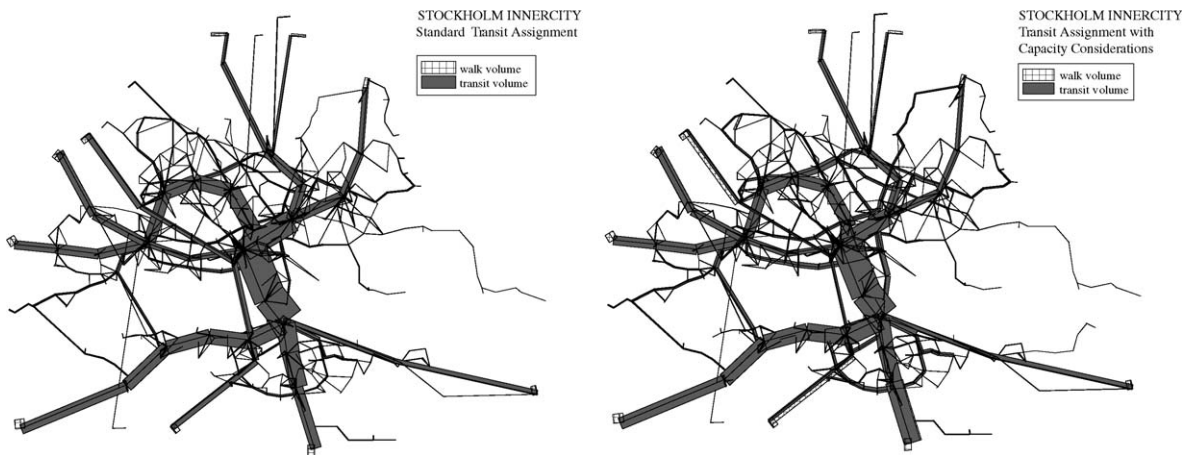 STOCKHOLM INNERCITY
Standard Transit Assignment
walk volume
transit volume
STOCKHOLM INNERCITY
Transit Assignment with
Capacity Considerations
walk volume
transit volume